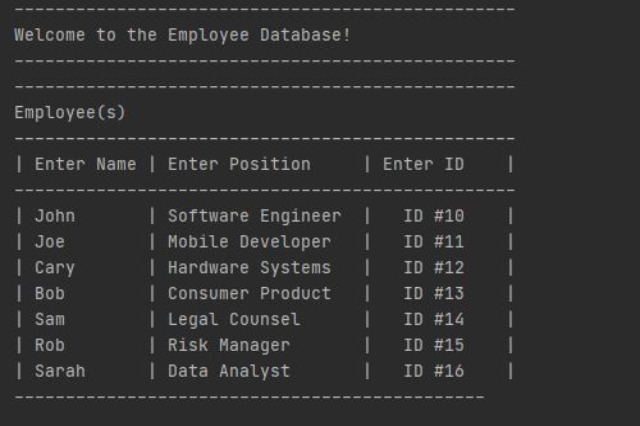 -------------------------------------------------
Welcome to the Employee Database!
-------------------------------------------------
-------------------------------------------------
Employee(s)
-------------------------------------------------
| Enter Name | Enter Position     | Enter ID    |
-------------------------------------------------
| John       | Software Engineer  |   ID #10    |
| Joe        | Mobile Developer   |   ID #11    |
| Cary       | Hardware Systems   |   ID #12    |
| Bob        | Consumer Product   |   ID #13    |
| Sam        | Legal Counsel      |   ID #14    |
| Rob        | Risk Manager       |   ID #15    |
| Sarah      | Data Analyst       |   ID #16    |
----------------------------------------------